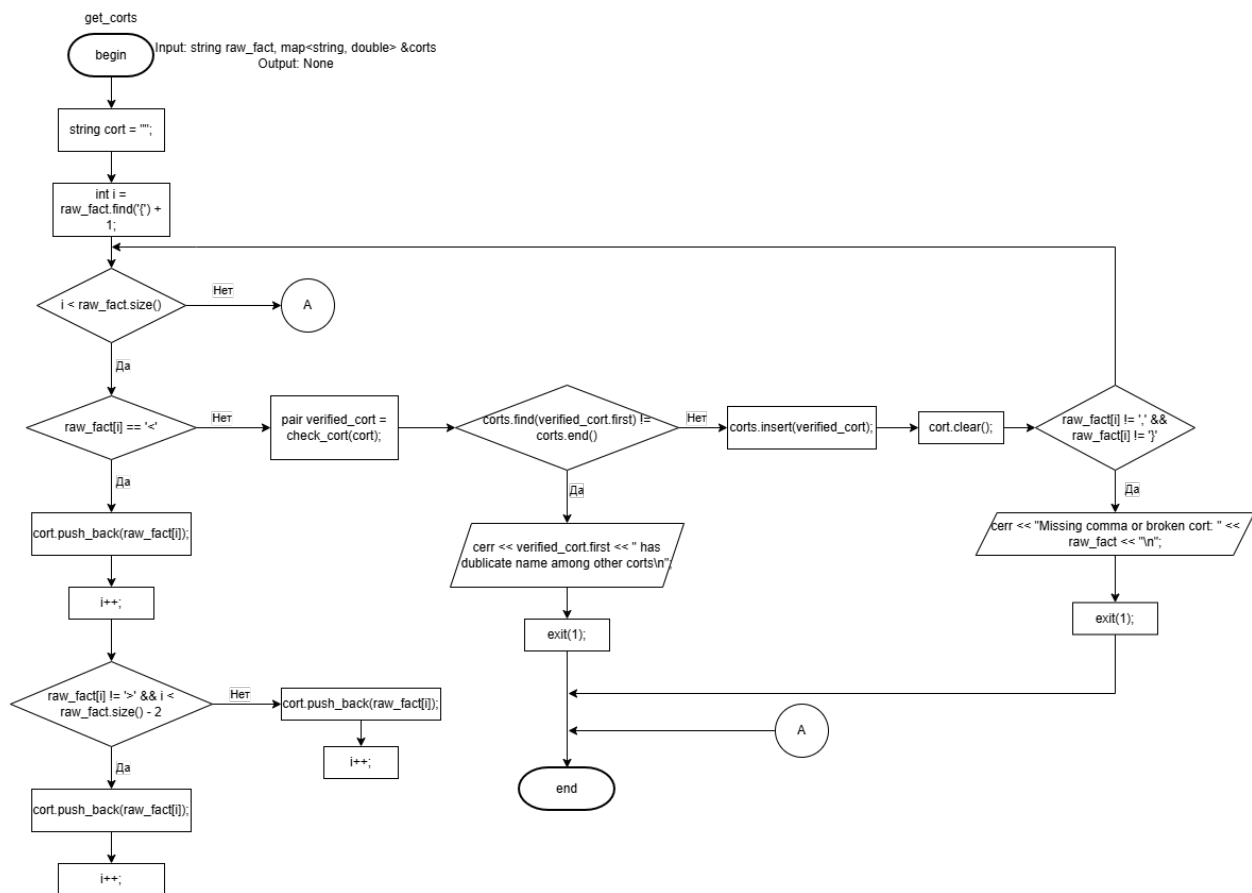 get_corts
begin
Input: string raw_fact, map<string, double> &corts
Output: None
string cort = "";
int i =
raw_fact.find('{') +
1;
i < raw_fact.size()
Нет
A
Да
raw_fact[i] == '<'
Нет
pair verified_cort =
check_cort(cort);
corts.find(verified_cort.first) !=
corts.end()
Нет
corts.insert(verified_cort);
cort.clear();
raw_fact[i] != ',' &&
raw_fact[i] != '}'
Да
Да
Да
cort.push_back(raw_fact[i]);
cerr << verified_cort.first << " has
dublicate name among other corts\n";
cerr << "Missing comma or broken cort: " <<
raw_fact << "\n";
i++;
exit(1);
exit(1);
raw_fact[i] != '>' && i <
raw_fact.size() - 2
Нет
cort.push_back(raw_fact[i]);
i++;
A
Да
end
cort.push_back(raw_fact[i]);
i++;